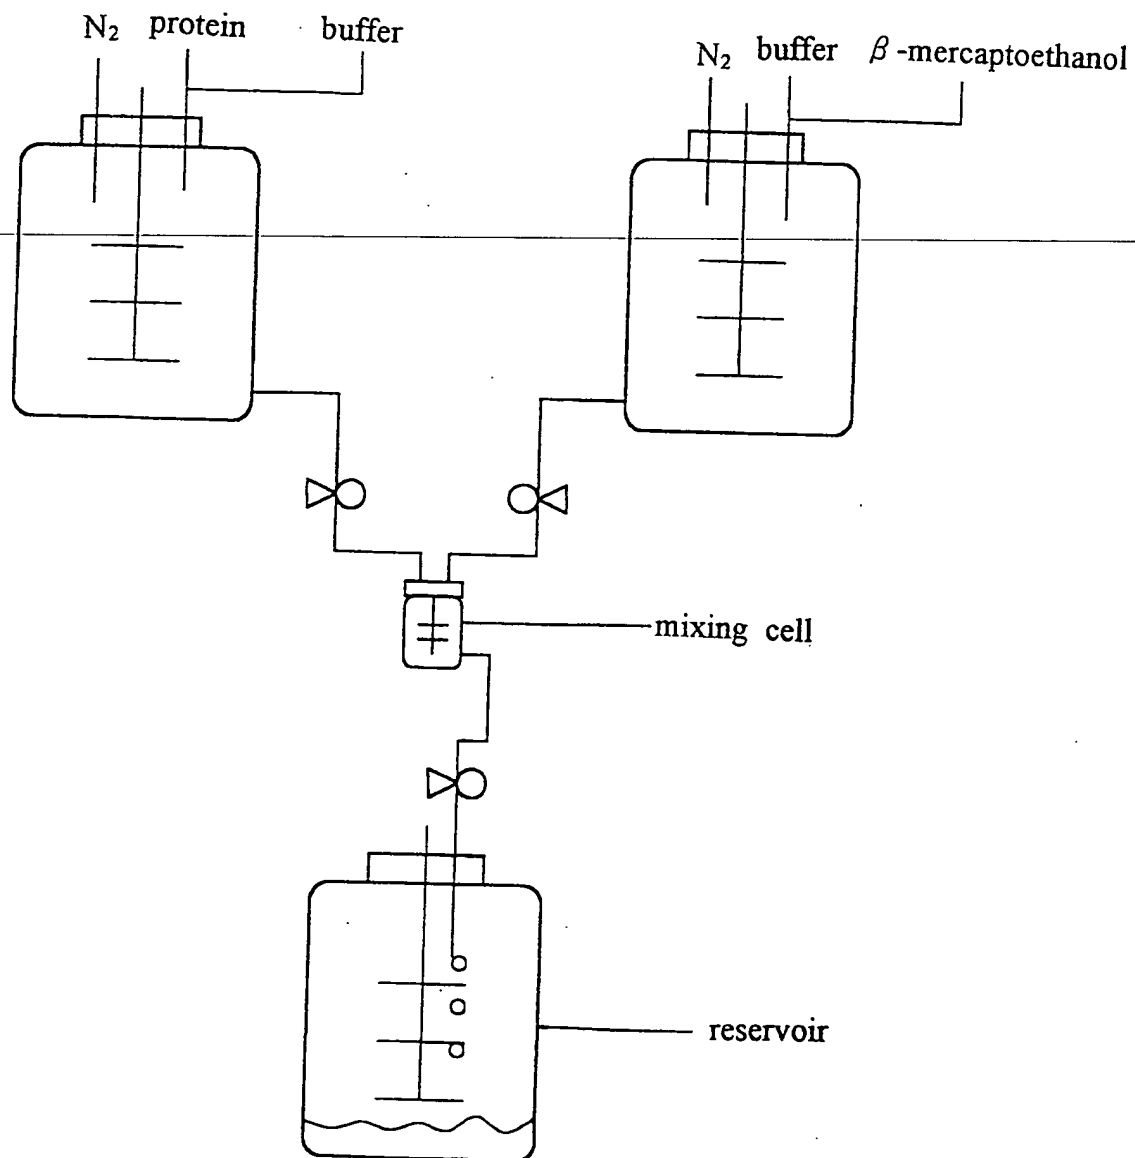 N₂ protein buffer
N₂ buffer β-mercaptoethanol
mixing cell
reservoir